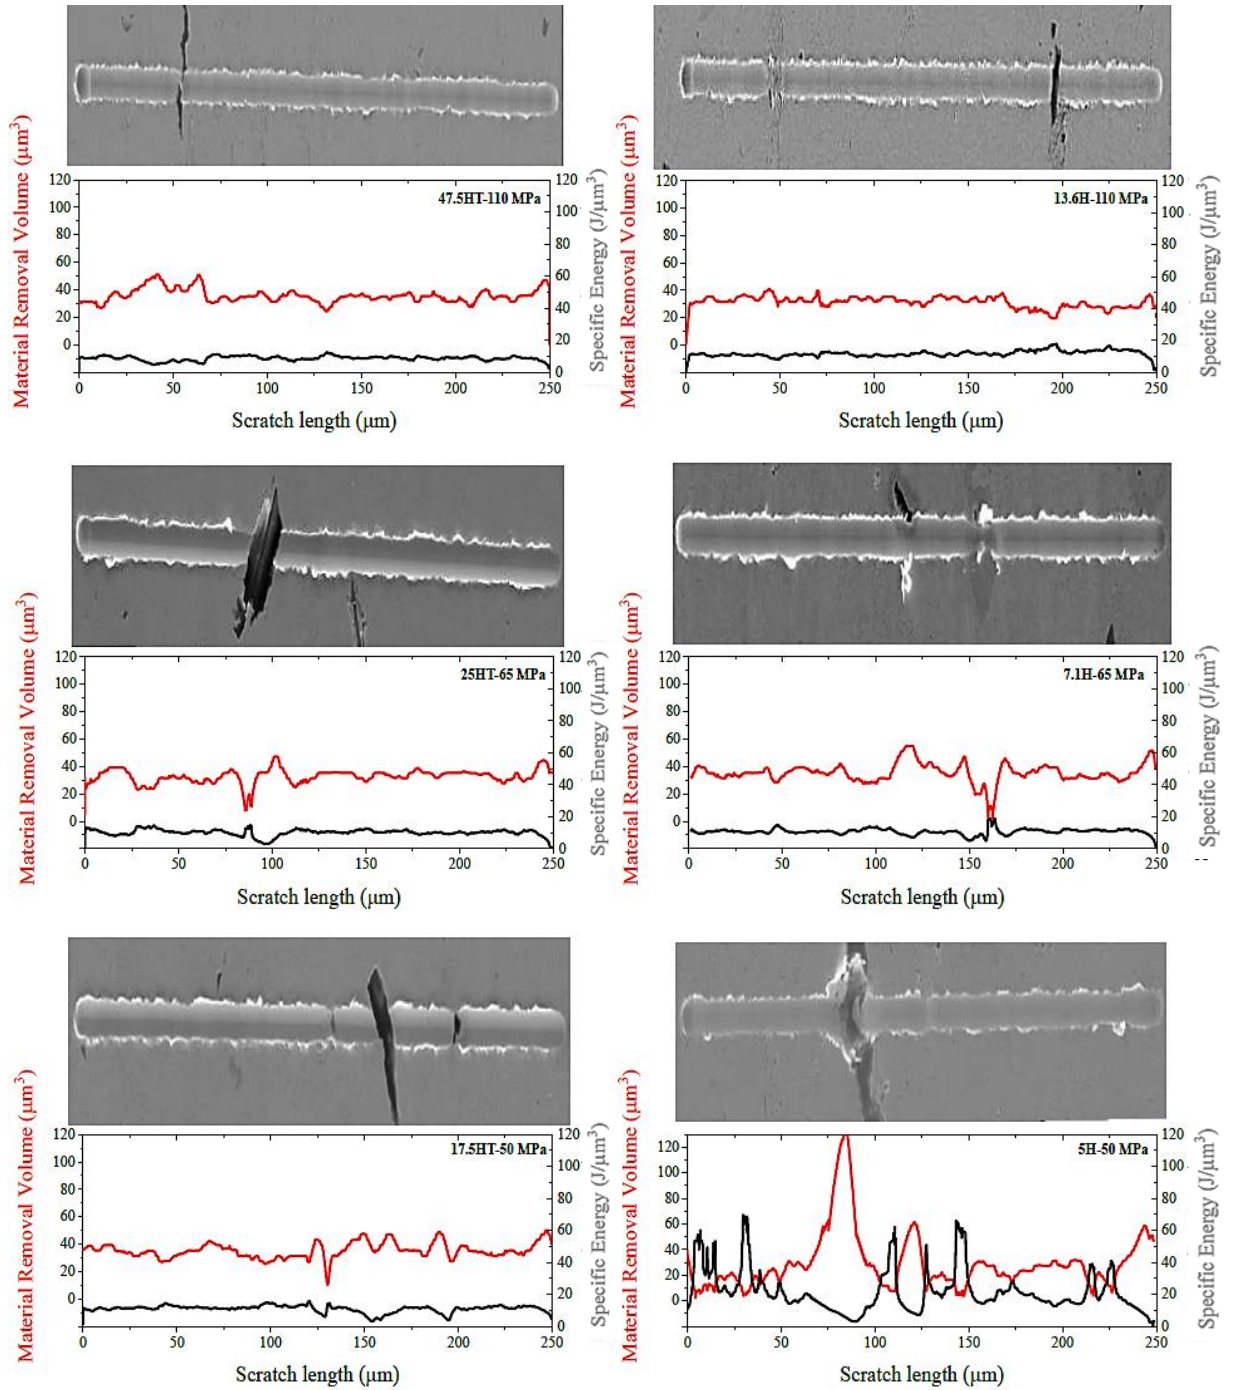 Material Removal Volume (μm³)
120
100
80
60
40
20
0
47.5HT-110 MPa
120
100
80
60
40
20
0
Specific Energy (J/μm³)
0 50 100 150 200 250
Scratch length (μm)
Material Removal Volume (μm³)
120
100
80
60
40
20
0
13.6H-110 MPa
120
100
80
60
40
20
0
Specific Energy (J/μm³)
0 50 100 150 200 250
Scratch length (μm)
Material Removal Volume (μm³)
120
100
80
60
40
20
0
25HT-65 MPa
120
100
80
60
40
20
0
Specific Energy (J/μm³)
0 50 100 150 200 250
Scratch length (μm)
Material Removal Volume (μm³)
120
100
80
60
40
20
0
7.1H-65 MPa
120
100
80
60
40
20
0
Specific Energy (J/μm³)
0 50 100 150 200 250
Scratch length (μm)
Material Removal Volume (μm³)
120
100
80
60
40
20
0
17.5HT-50 MPa
120
100
80
60
40
20
0
Specific Energy (J/μm³)
0 50 100 150 200 250
Scratch length (μm)
Material Removal Volume (μm³)
120
100
80
60
40
20
0
5H-50 MPa
120
100
80
60
40
20
0
Specific Energy (J/μm³)
0 50 100 150 200 250
Scratch length (μm)